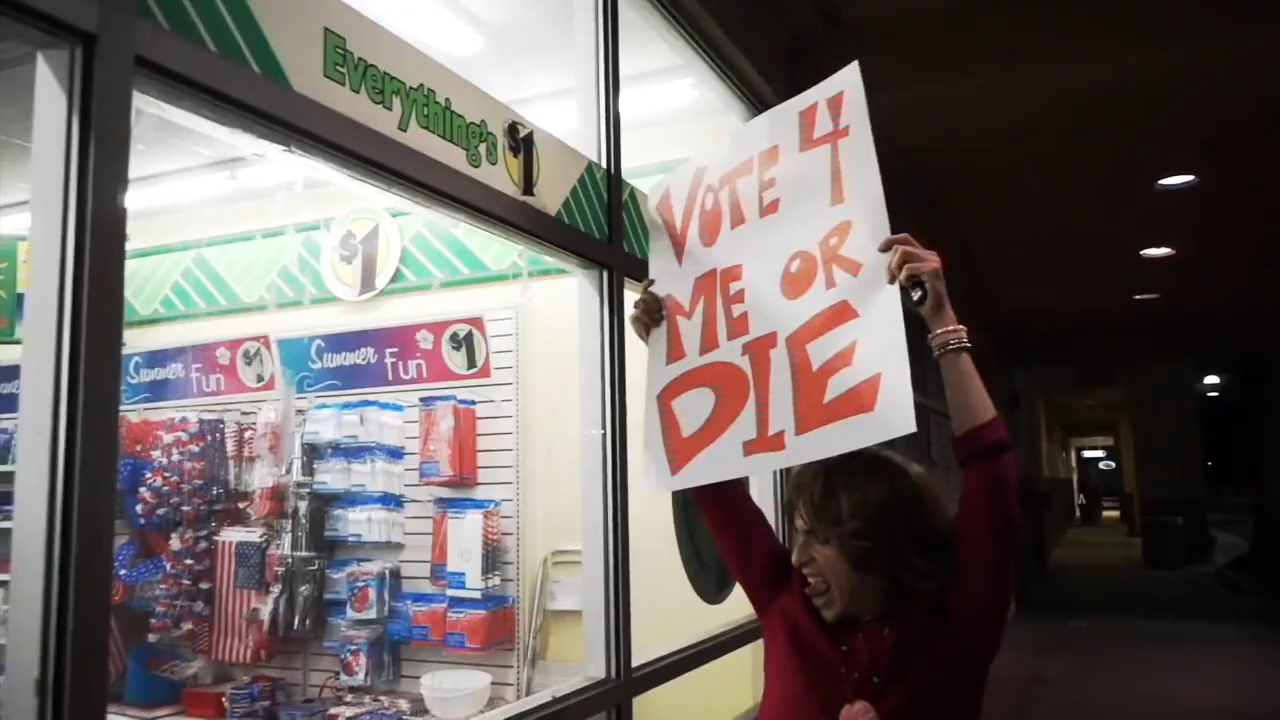 Everything's $1
$1
Summer Fun $1
Summer Fun $1
VOTE 4
ME OR
DIE